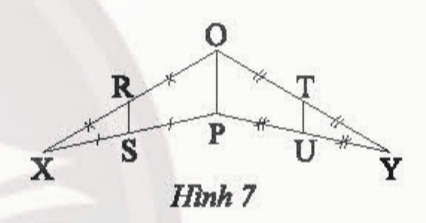 O
R T
X S P U Y
Hình 7